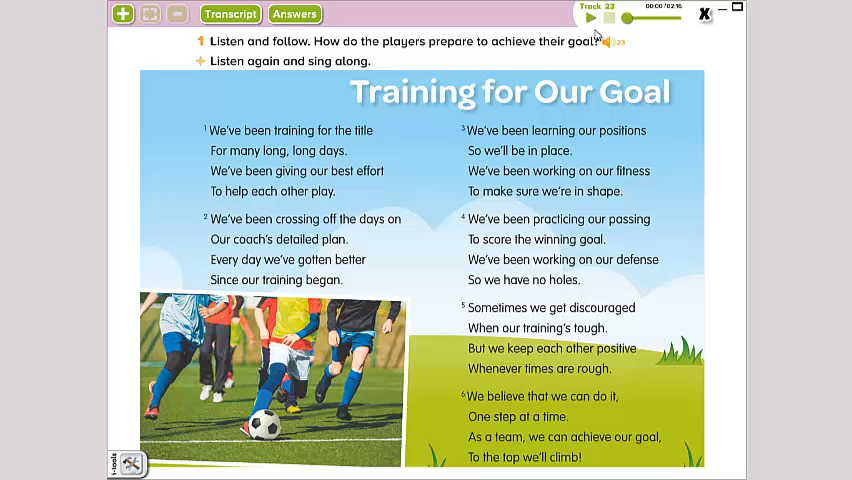 Transcript
Answers
Track 23
00:00 / 02:16
X
1 Listen and follow. How do the players prepare to achieve their goal? 23
Listen again and sing along.
Training for Our Goal
1 We've been training for the title
For many long, long days.
We've been giving our best effort
To help each other play.
2 We've been crossing off the days on
Our coach's detailed plan.
Every day we've gotten better
Since our training began.
3 We've been learning our positions
So we'll be in place.
We've been working on our fitness
To make sure we're in shape.
4 We've been practicing our passing
To score the winning goal.
We've been working on our defense
So we have no holes.
5 Sometimes we get discouraged
When our training's tough.
But we keep each other positive
Whenever times are rough.
6 We believe that we can do it,
One step at a time.
As a team, we can achieve our goal,
To the top we'll climb!
i-tools